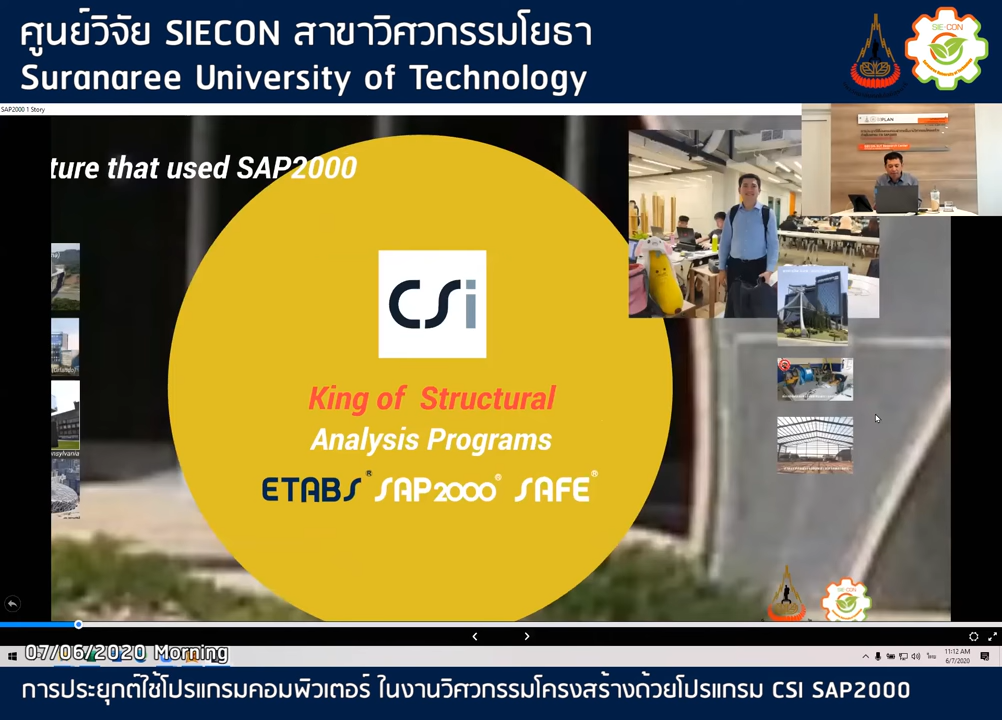 ศูนย์วิจัย SIECON สาขาวิศวกรรมโยธา
Suranaree University of Technology
SAP2000 1 Story
ture that used SAP2000
CSi
King of Structural
Analysis Programs
ETABS® SAP2000® SAFE®
07/06/2020 Morning
11:12 AM
6/7/2020
การประยุกต์ใช้โปรแกรมคอมพิวเตอร์ ในงานวิศวกรรมโครงสร้างด้วยโปรแกรม CSI SAP2000